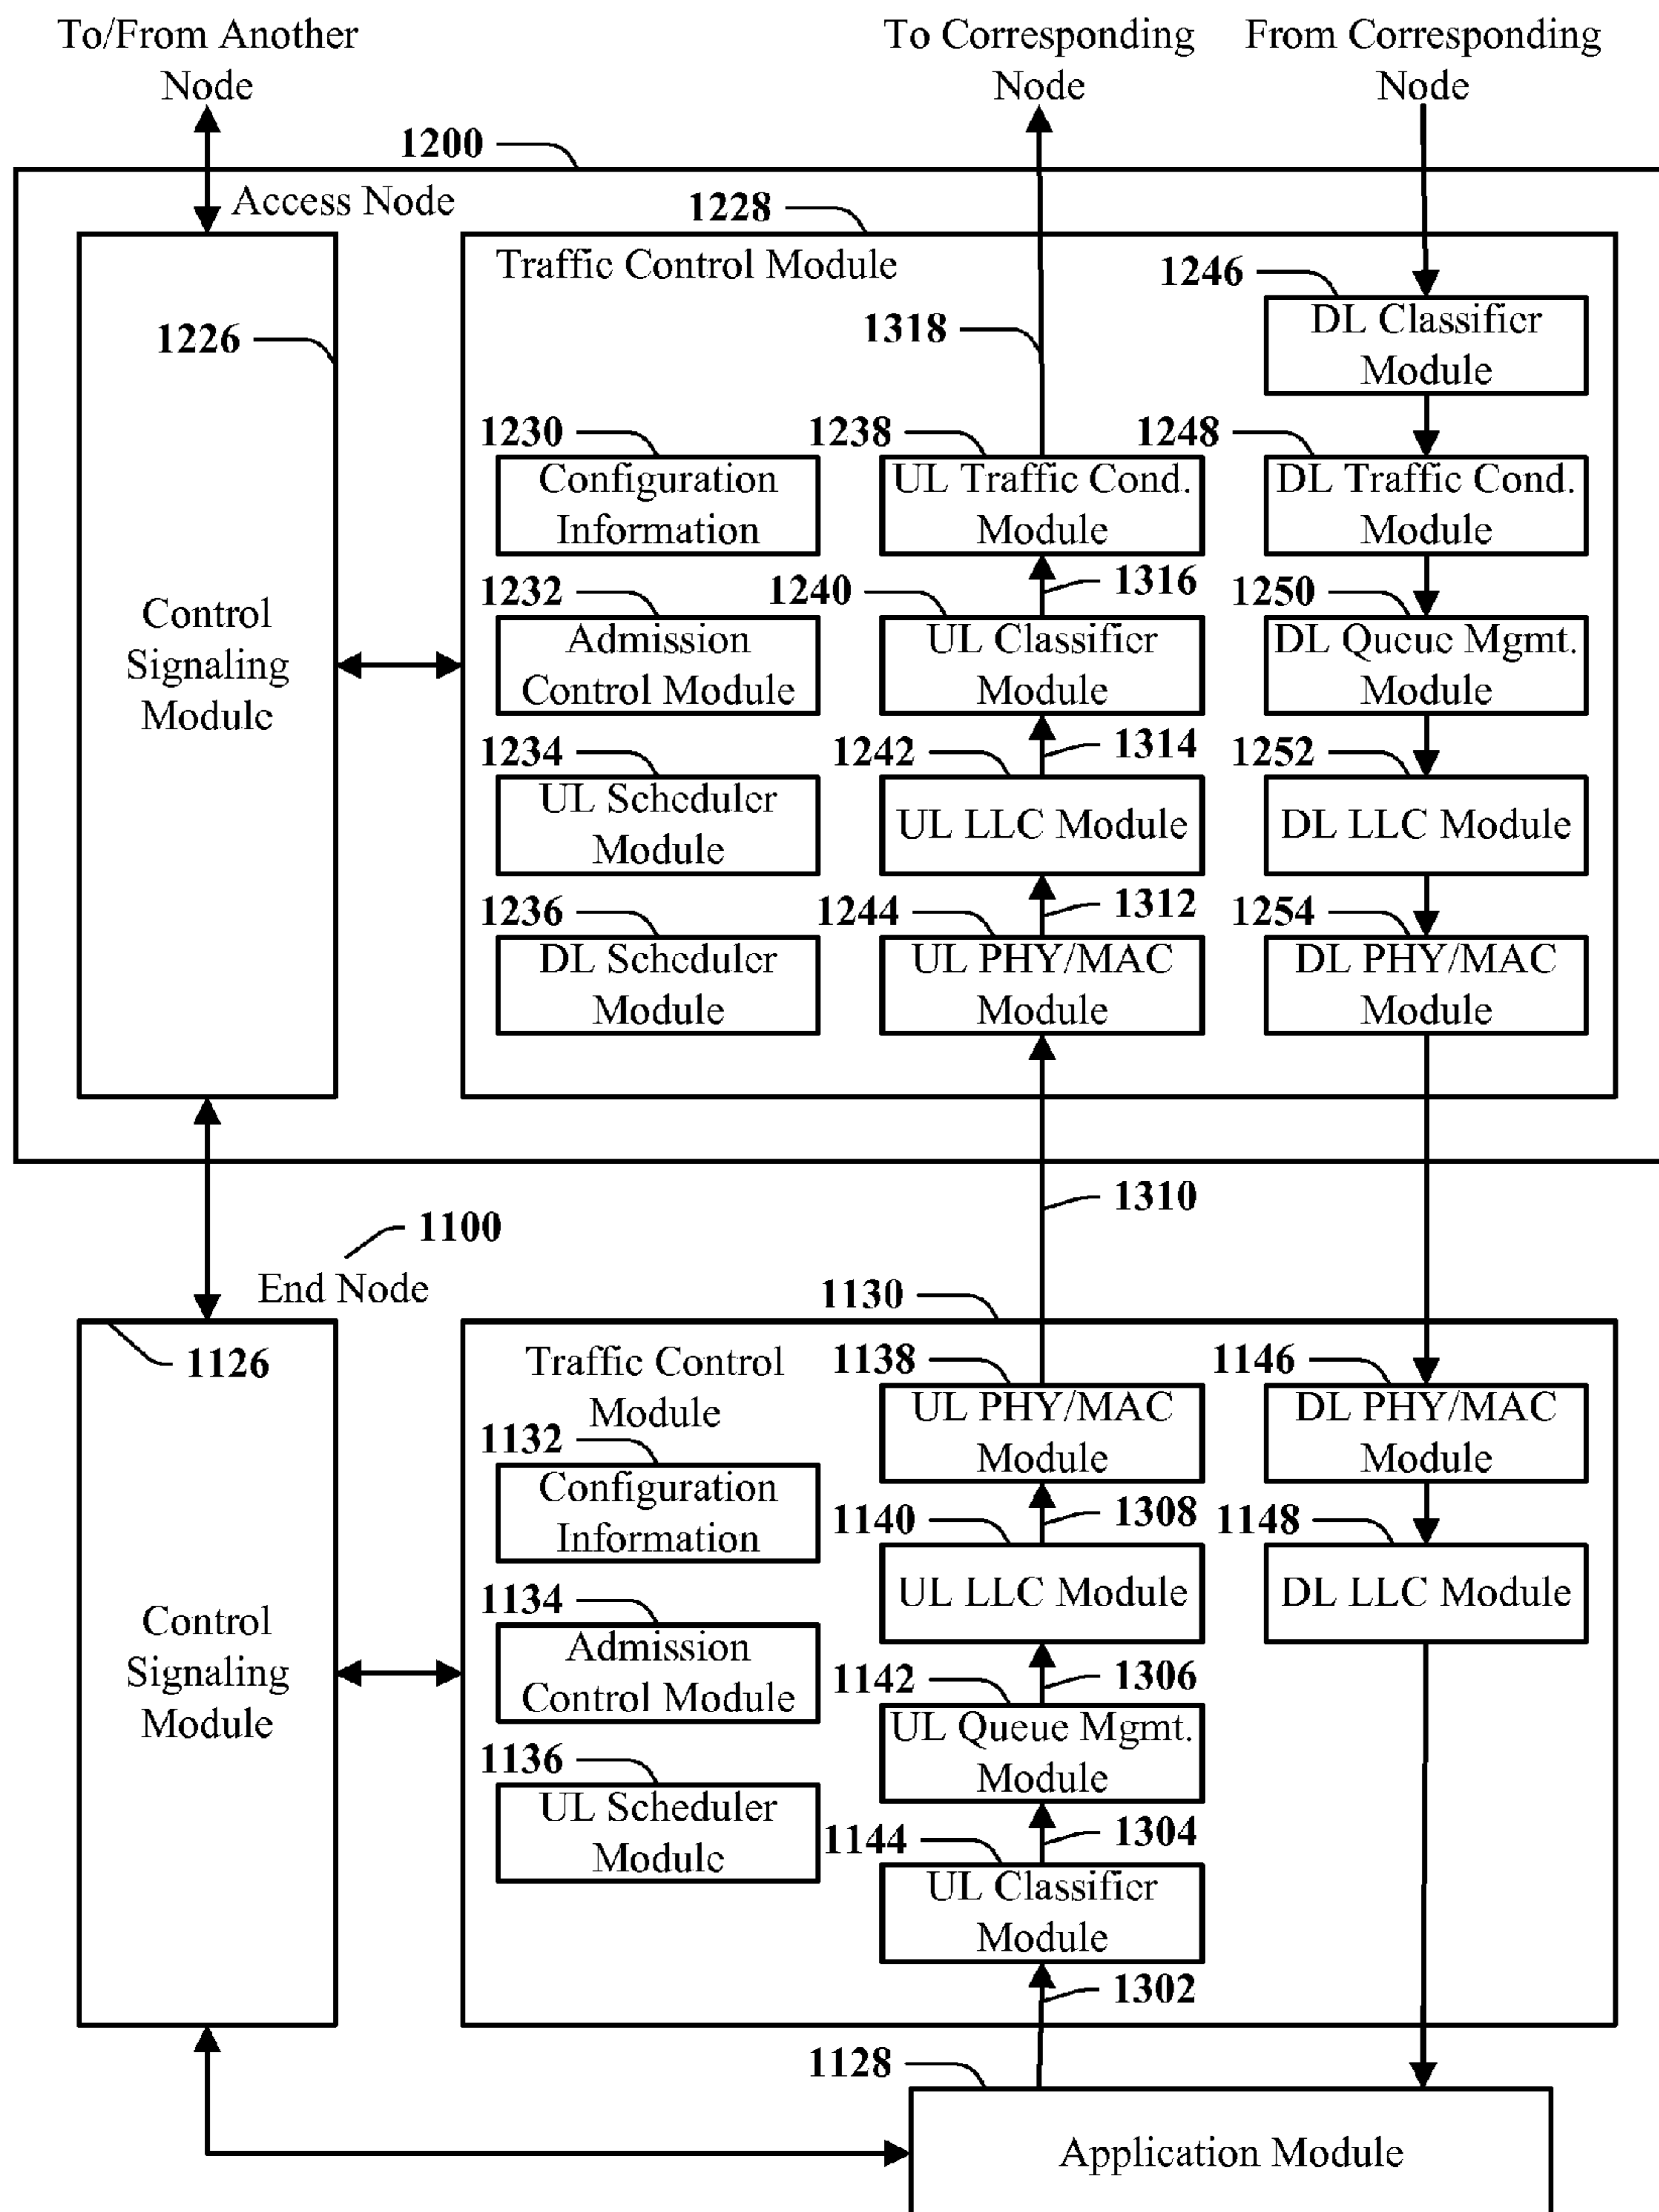 To/From Another
Node
To Corresponding
Node
From Corresponding
Node
1200
Access Node
1228
Traffic Control Module
1246
DL Classifier
Module
1226
1318
1230
Configuration
Information
1238
UL Traffic Cond.
Module
1248
DL Traffic Cond.
Module
Control
Signaling
Module
1232
Admission
Control Module
1240
UL Classifier
Module
1316
1250
DL Queue Mgmt.
Module
1234
UL Scheduler
Module
1242
UL LLC Module
1314
1252
DL LLC Module
1236
DL Scheduler
Module
1244
UL PHY/MAC
Module
1312
1254
DL PHY/MAC
Module
1310
1100
End Node
1126
1130
Traffic Control
Module
1138
UL PHY/MAC
Module
1146
DL PHY/MAC
Module
1132
Configuration
Information
1140
UL LLC Module
1308
1148
DL LLC Module
Control
Signaling
Module
1134
Admission
Control Module
1142
UL Queue Mgmt.
Module
1306
1136
UL Scheduler
Module
1144
UL Classifier
Module
1304
1302
1128
Application Module